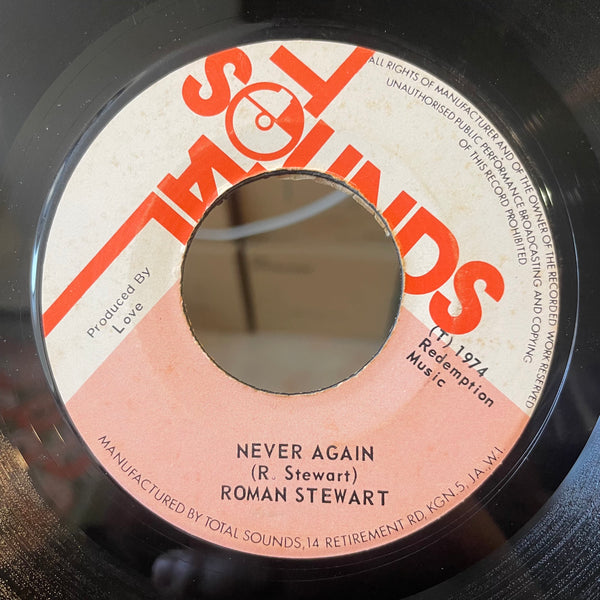 TOTAL SOUNDS
ALL RIGHTS OF MANUFACTURER AND OF THE OWNER OF THE RECORDED WORK RESERVED
UNAUTHORISED PUBLIC PERFORMANCE BROADCASTING AND COPYING
OF THIS RECORD PROHIBITED
Produced By
Love
(T) 1974
Redemption
Music
NEVER AGAIN
(R. Stewart)
ROMAN STEWART
MANUFACTURED BY TOTAL SOUNDS, 14 RETIREMENT RD, KGN.5, JA, W.I.